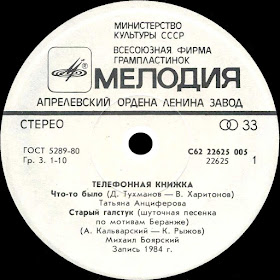 МИНИСТЕРСТВО
КУЛЬТУРЫ СССР
ВСЕСОЮЗНАЯ ФИРМА
ГРАМПЛАСТИНОК
МЕЛОДИЯ
АПРЕЛЕВСКИЙ ОРДЕНА ЛЕНИНА ЗАВОД
СТЕРЕО 33
ГОСТ 5289-80 С62 22625 005
Гр. 3. 1-10 22625 1
ТЕЛЕФОННАЯ КНИЖКА
Что-то было (Д. Тухманов — В. Харитонов)
Татьяна Анциферова
Старый галстук (шуточная песенка
по мотивам Беранже)
(А. Кальварский — К. Рыжов)
Михаил Боярский
Запись 1984 г.